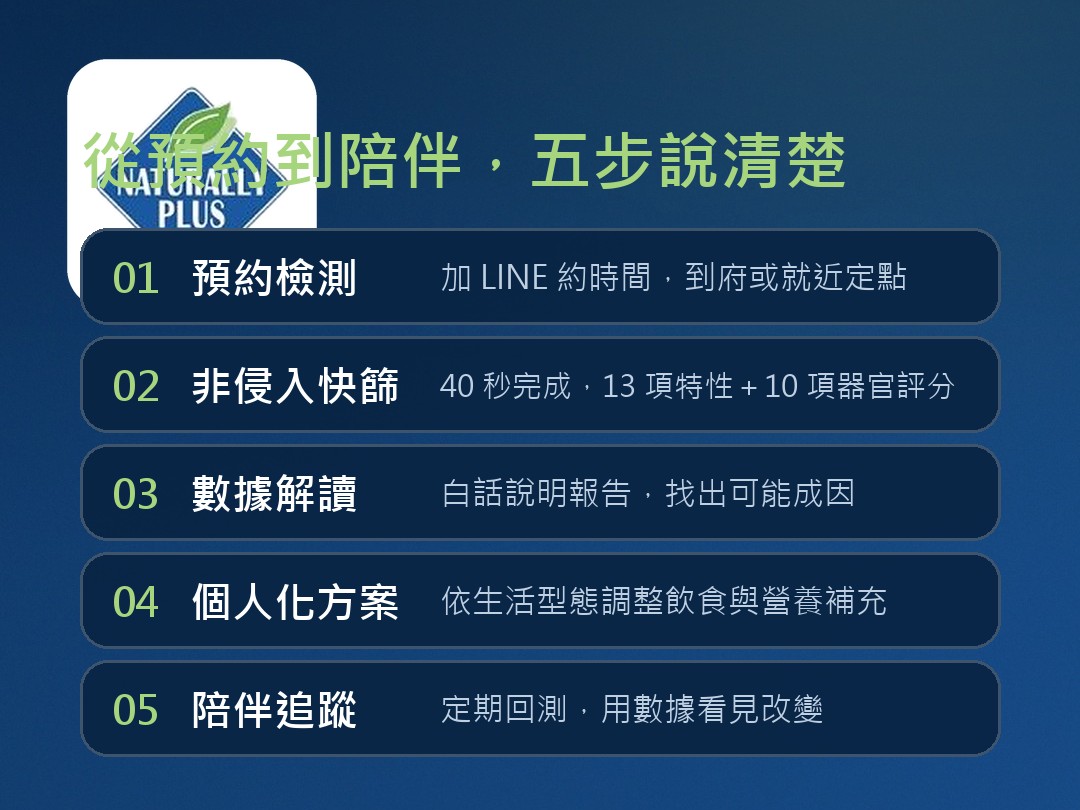 從預約到陪伴，五步說清楚
NATURALLY
PLUS
01 預約檢測 加 LINE 約時間，到府或就近定點
02 非侵入快篩 40 秒完成，13 項特性＋10 項器官評分
03 數據解讀 白話說明報告，找出可能成因
04 個人化方案 依生活型態調整飲食與營養補充
05 陪伴追蹤 定期回測，用數據看見改變